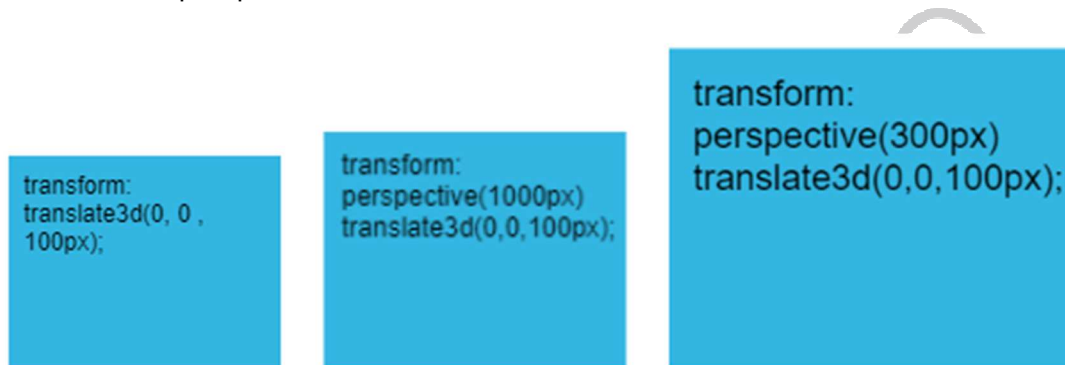 transform:
translate3d(0, 0 ,
100px);
transform:
perspective(1000px)
translate3d(0,0,100px);
transform:
perspective(300px)
translate3d(0,0,100px);